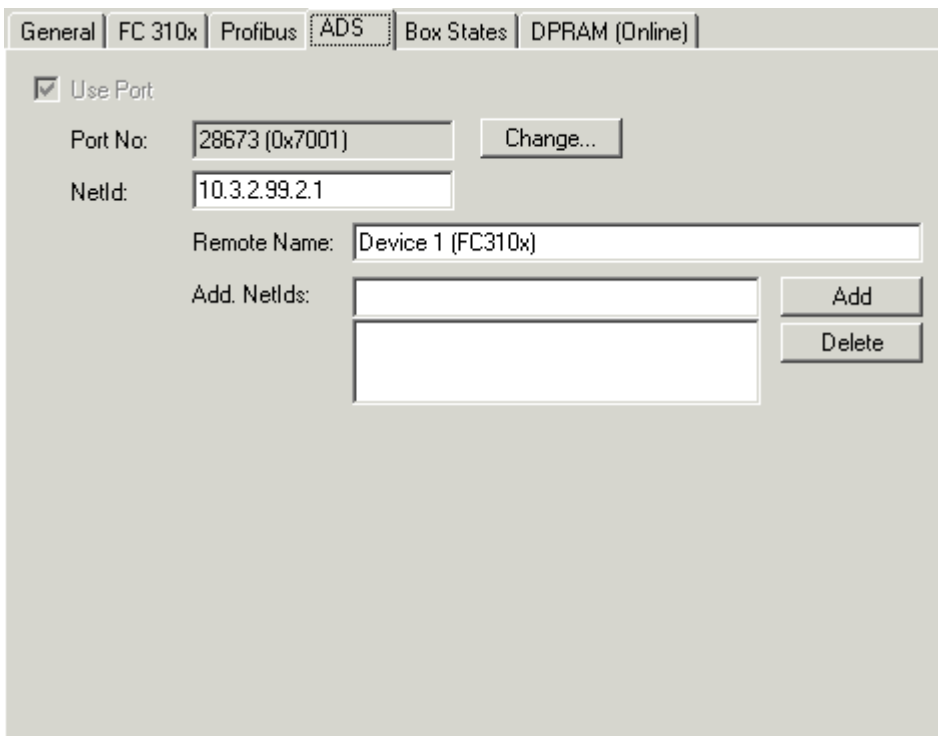 General FC 310x Profibus ADS Box States DPRAM (Online)
Use Port
Port No: 28673 (0x7001) Change...
NetId: 10.3.2.99.2.1
Remote Name: Device 1 (FC310x)
Add. NetIds: Add
Delete